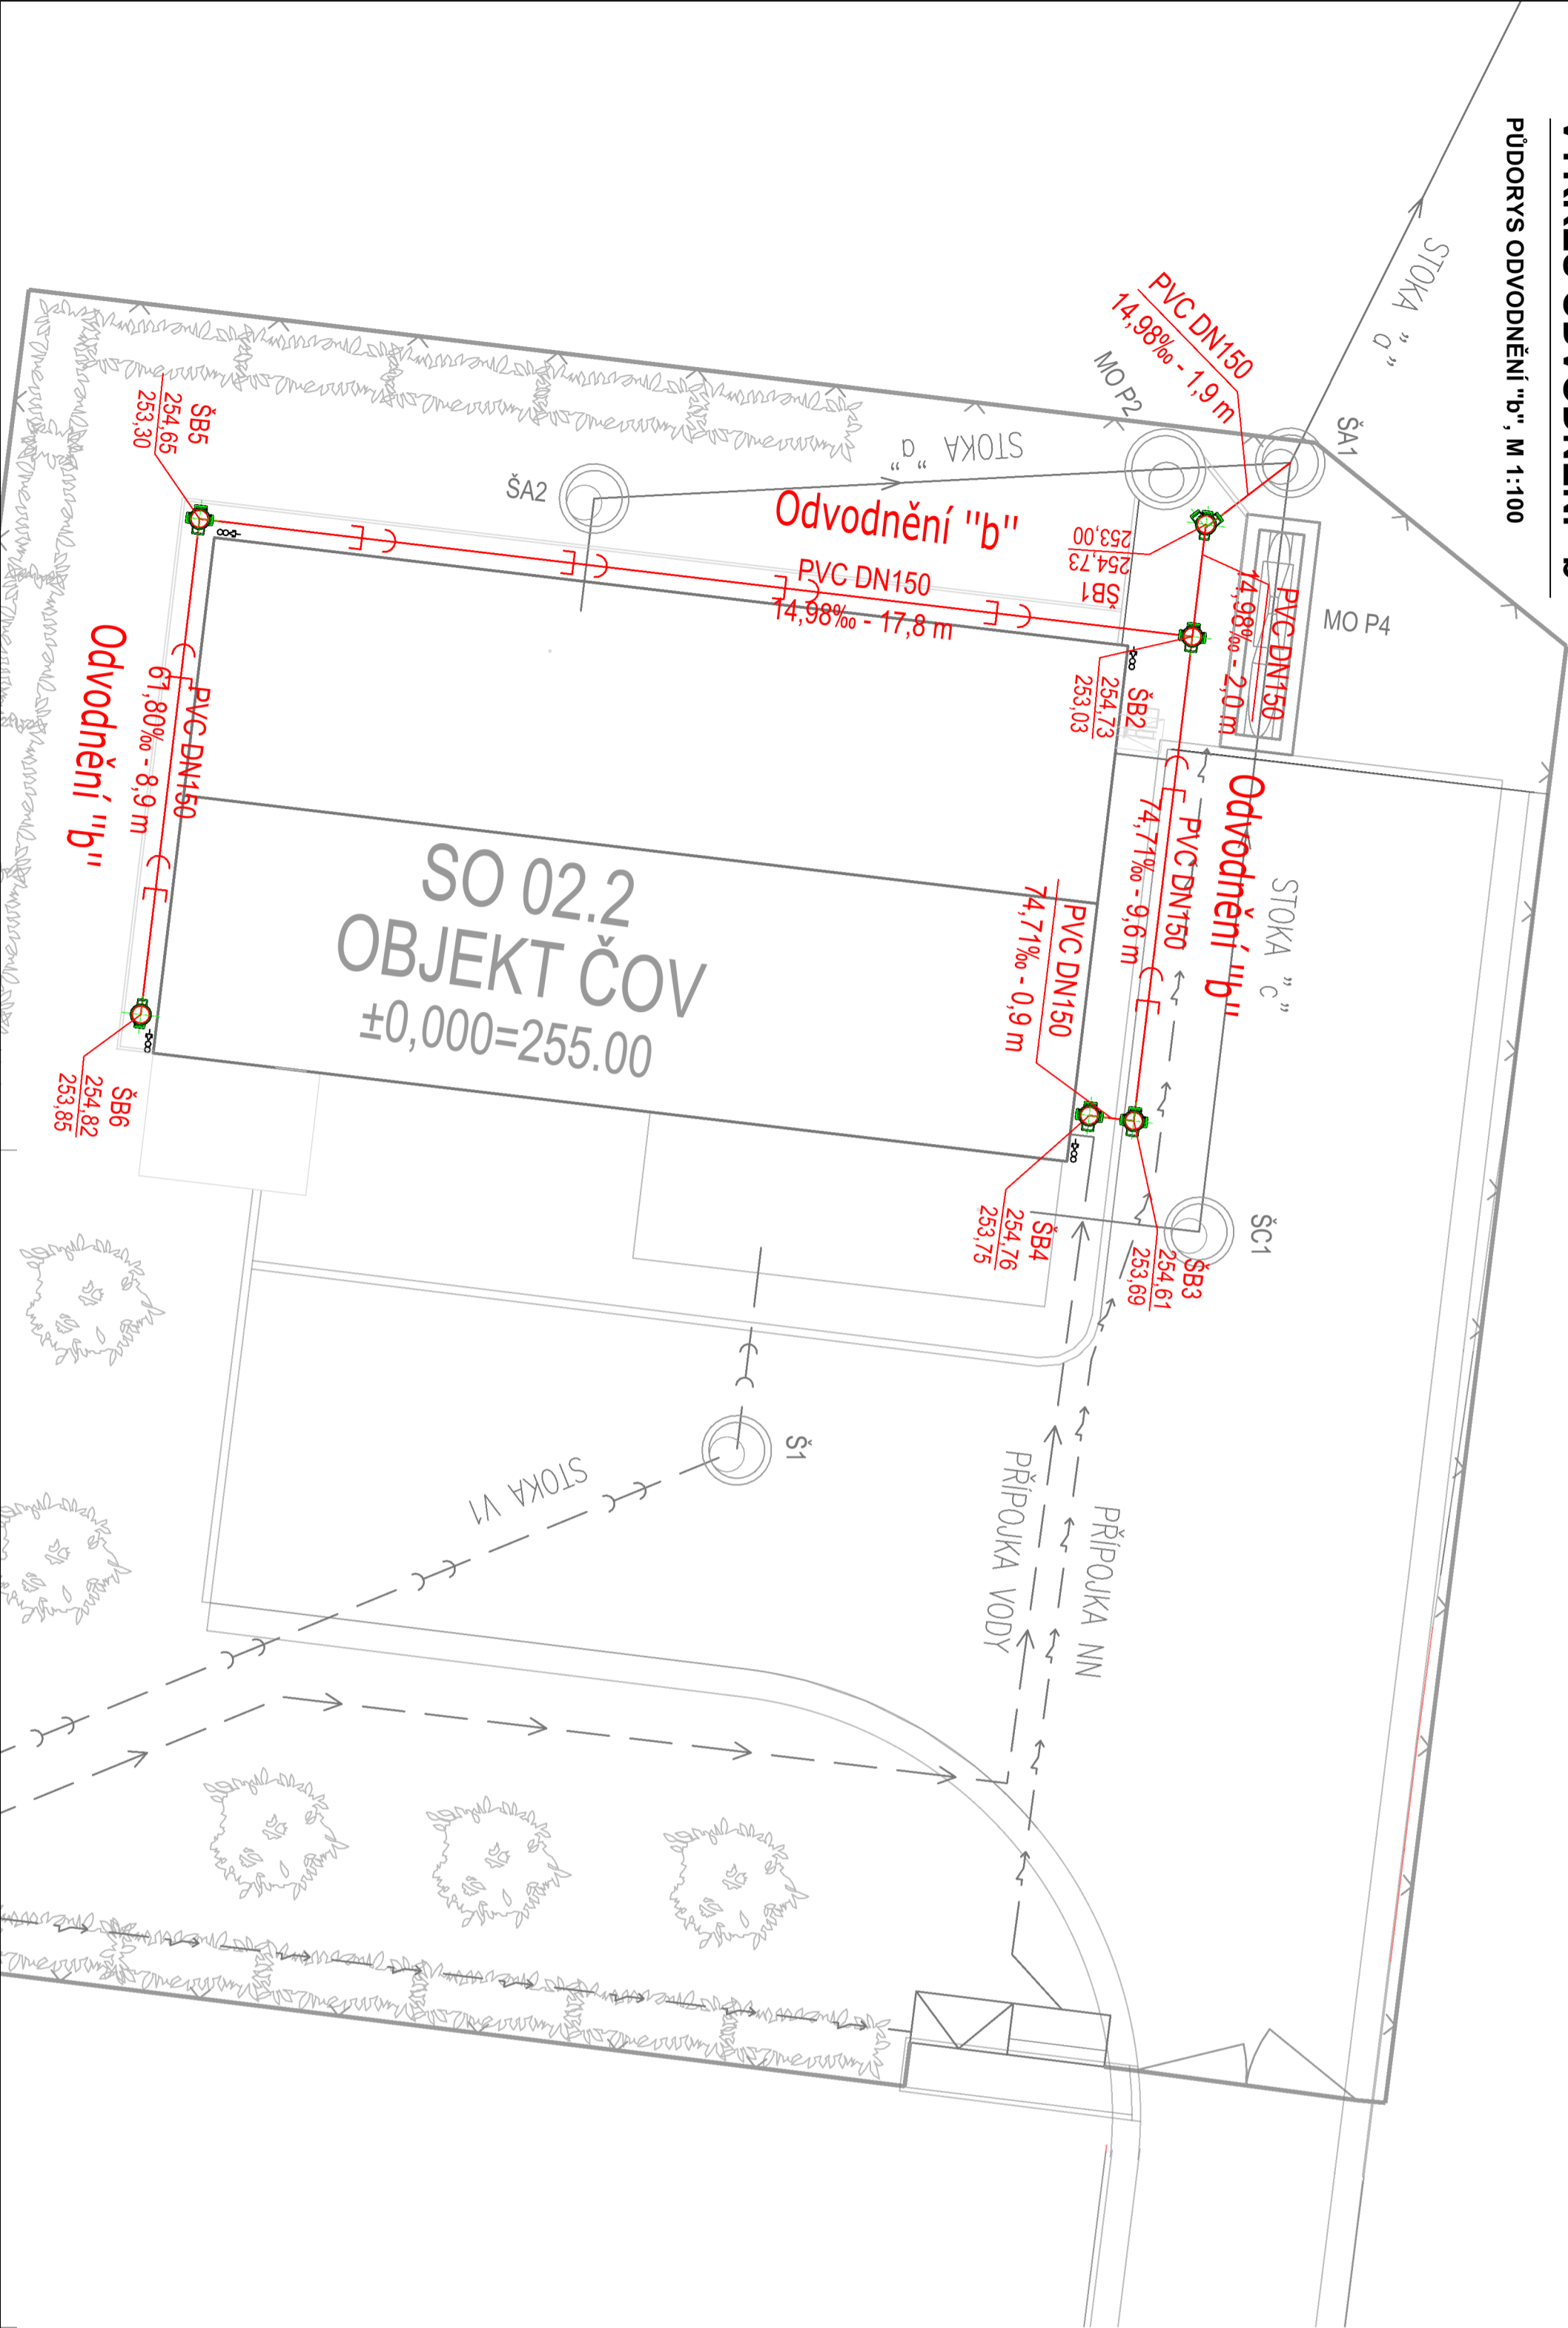 PŮDORYS ODVODNĚNÍ "b", M 1:100
STOKA "a"
ŠA1
PVC DN150
14,98‰ - 1,9 m
MO P2
MO P4
PVC DN150
14,98‰ - 2,0 m
STOKA "a"
ŠA2
Odvodnění "b"
PVC DN150
14,98‰ - 17,8 m
ŠB1
254,73
253,00
ŠB2
254,73
253,03
ŠB5
254,65
253,30
Odvodnění "b"
PVC DN150
61,80‰ - 8,9 m
Odvodnění "b"
PVC DN150
74,71‰ - 9,6 m
STOKA "c"
PVC DN150
74,71‰ - 0,9 m
SO 02.2
OBJEKT ČOV
±0,000=255.00
ŠB6
254,82
253,85
ŠB4
254,76
253,75
ŠB3
254,61
253,69
ŠC1
Š1
STOKA V1
PŘÍPOJKA VODY
PŘÍPOJKA NN